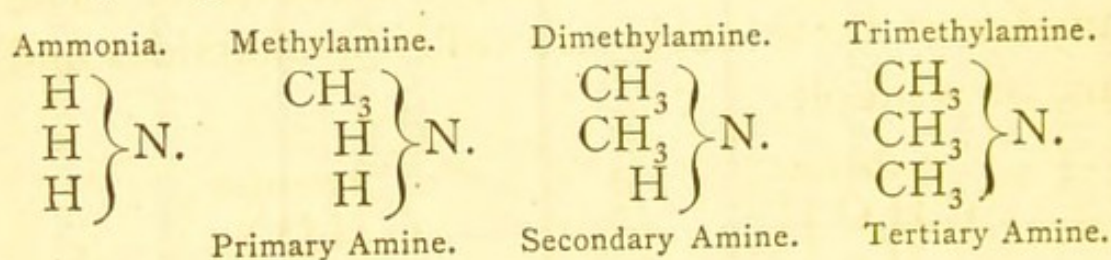 Ammonia. Methylamine. Dimethylamine. Trimethylamine.
H CH₃ CH₃ CH₃
H } N. H } N. CH₃ } N. CH₃ } N.
H H H CH₃
Primary Amine. Secondary Amine. Tertiary Amine.